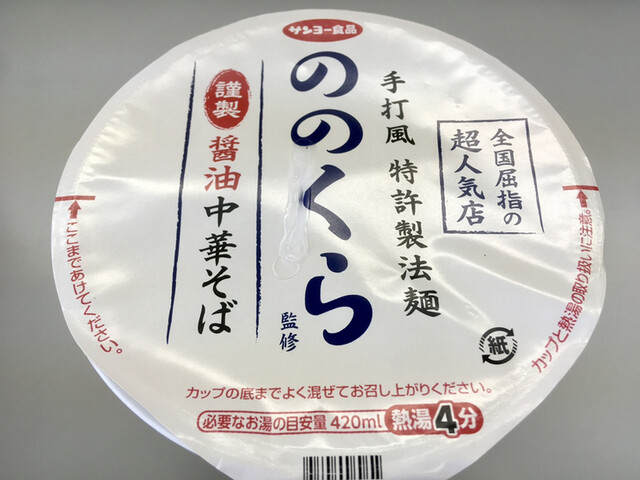 サンヨー食品
全国屈指の
超人気店
手打風 特許製法麺
ののくら
監修
謹製
醤油中華そば
ここまであけてください。
カップと熱湯の取り扱いに注意。
紙
カップの底までよく混ぜてお召し上がりください。
必要なお湯の目安量 420ml 熱湯4分